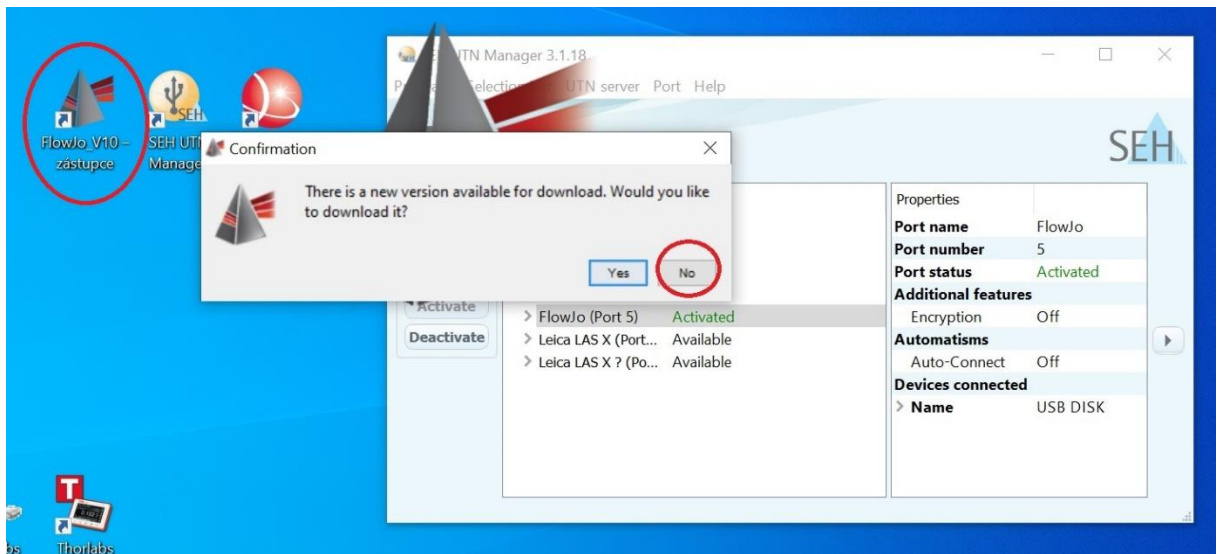 FlowJo_V10 –
zástupce
SEH
SEH UTN
Manage
UTN Manager 3.1.18
UTN server Port Help
SEH
Confirmation
There is a new version available for download. Would you like
to download it?
Yes No
Activate
Deactivate
FlowJo (Port 5) Activated
Leica LAS X (Port... Available
Leica LAS X ? (Po... Available
Properties
Port name FlowJo
Port number 5
Port status Activated
Additional features
Encryption Off
Automatisms
Auto-Connect Off
Devices connected
Name USB DISK
T
bs
Thorlabs